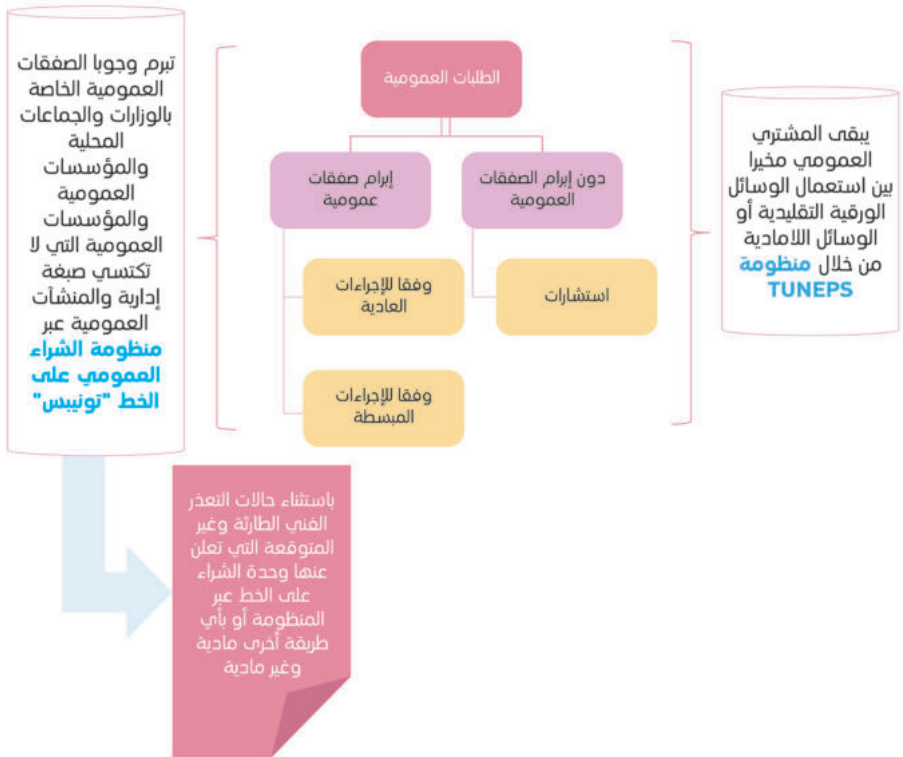 الطلبات العمومية
إبرام صفقات
عمومية
دون إبرام الصفقات
العمومية
وفقا للإجراءات
العادية
استشارات
وفقا للإجراءات
المبسطة
يبقى المشتري
العمومي مخيرا
بين استعمال الوسائل
الورقية التقليدية أو
الوسائل اللامادية
من خلال منظومة
TUNEPS
تبرم وجوبا الصفقات
العمومية الخاصة
بالوزارات والجماعات
المحلية
والمؤسسات
العمومية
والمؤسسات
العمومية التي لا
تكتسي صبغة
إدارية والمنشآت
العمومية عبر
منظومة الشراء
العمومي على
الخط "تونيبس"
باستثناء حالات التعذر
الفني الطارئة وغير
المتوقعة التي تعلن
عنها وحدة الشراء
على الخط عبر
المنظومة أو بأي
طريقة أخرى مادية
وغير مادية